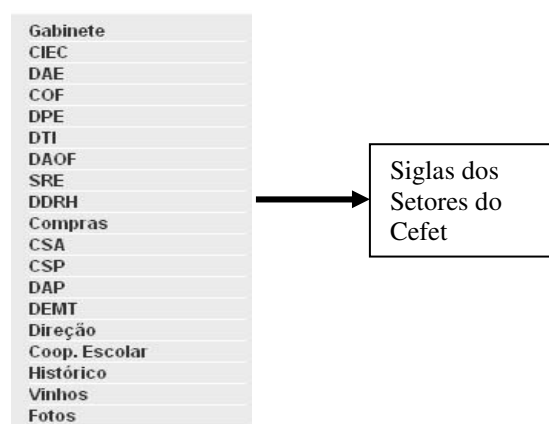 Gabinete
CIEC
DAE
COF
DPE
DTI
DAOF
SRE
DDRH
Compras
CSA
CSP
DAP
DEMT
Direção
Coop. Escolar
Histórico
Vinhos
Fotos
Siglas dos
Setores do
Cefet